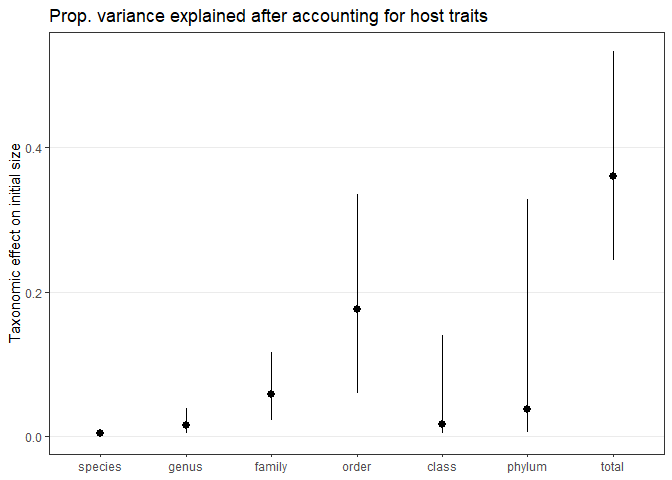 Prop. variance explained after accounting for host traits
Taxonomic effect on initial size
0.4
0.2
0.0
species genus family order class phylum total